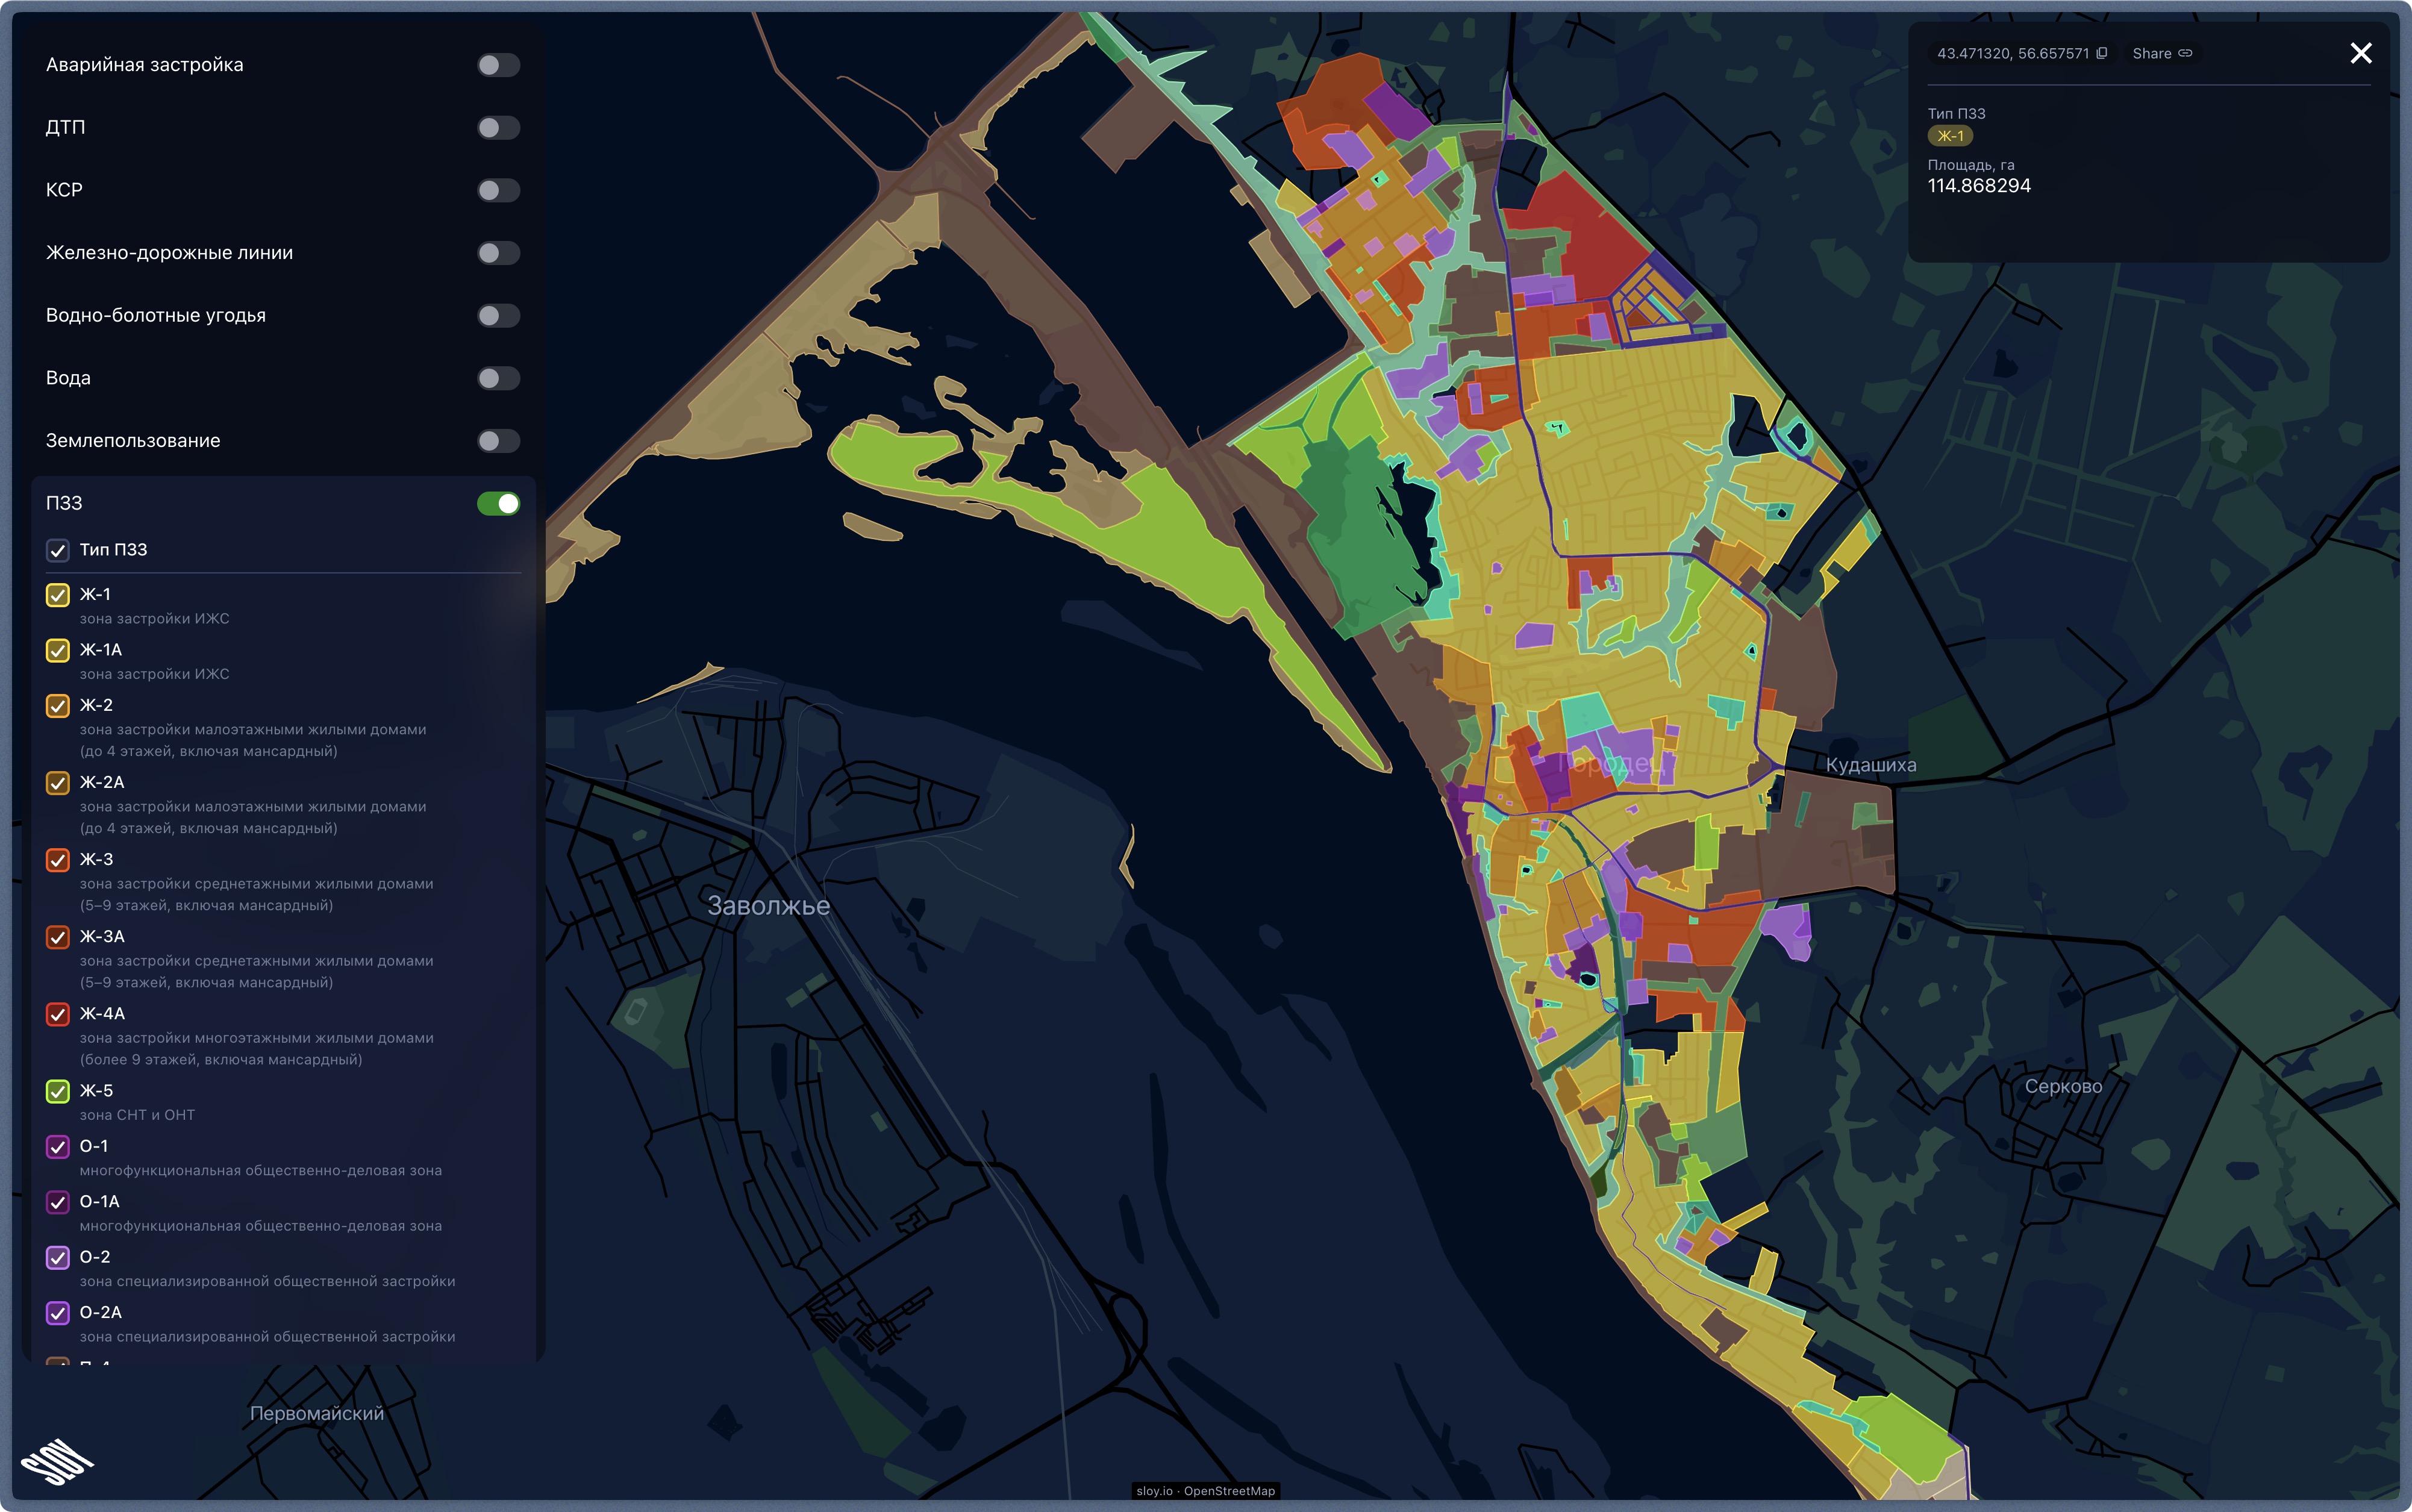 Аварийная застройка
ДТП
КСР
Железно-дорожные линии
Водно-болотные угодья
Вода
Землепользование
ПЗЗ
Тип ПЗЗ
Ж-1
зона застройки ИЖС
Ж-1А
зона застройки ИЖС
Ж-2
зона застройки малоэтажными жилыми домами
(до 4 этажей, включая мансардный)
Ж-2А
зона застройки малоэтажными жилыми домами
(до 4 этажей, включая мансардный)
Ж-3
зона застройки среднетажными жилыми домами
(5–9 этажей, включая мансардный)
Ж-3А
зона застройки среднетажными жилыми домами
(5–9 этажей, включая мансардный)
Ж-4А
зона застройки многоэтажными жилыми домами
(более 9 этажей, включая мансардный)
Ж-5
зона СНТ и ОНТ
О-1
многофункциональная общественно-деловая зона
О-1А
многофункциональная общественно-деловая зона
О-2
зона специализированной общественной застройки
О-2А
зона специализированной общественной застройки
43.471320, 56.657571
Share
Тип ПЗЗ
Ж-1
Площадь, га
114.868294
Городец
Кудашиха
Заволжье
Серково
Первомайский
SLOY
sloy.io · OpenStreetMap